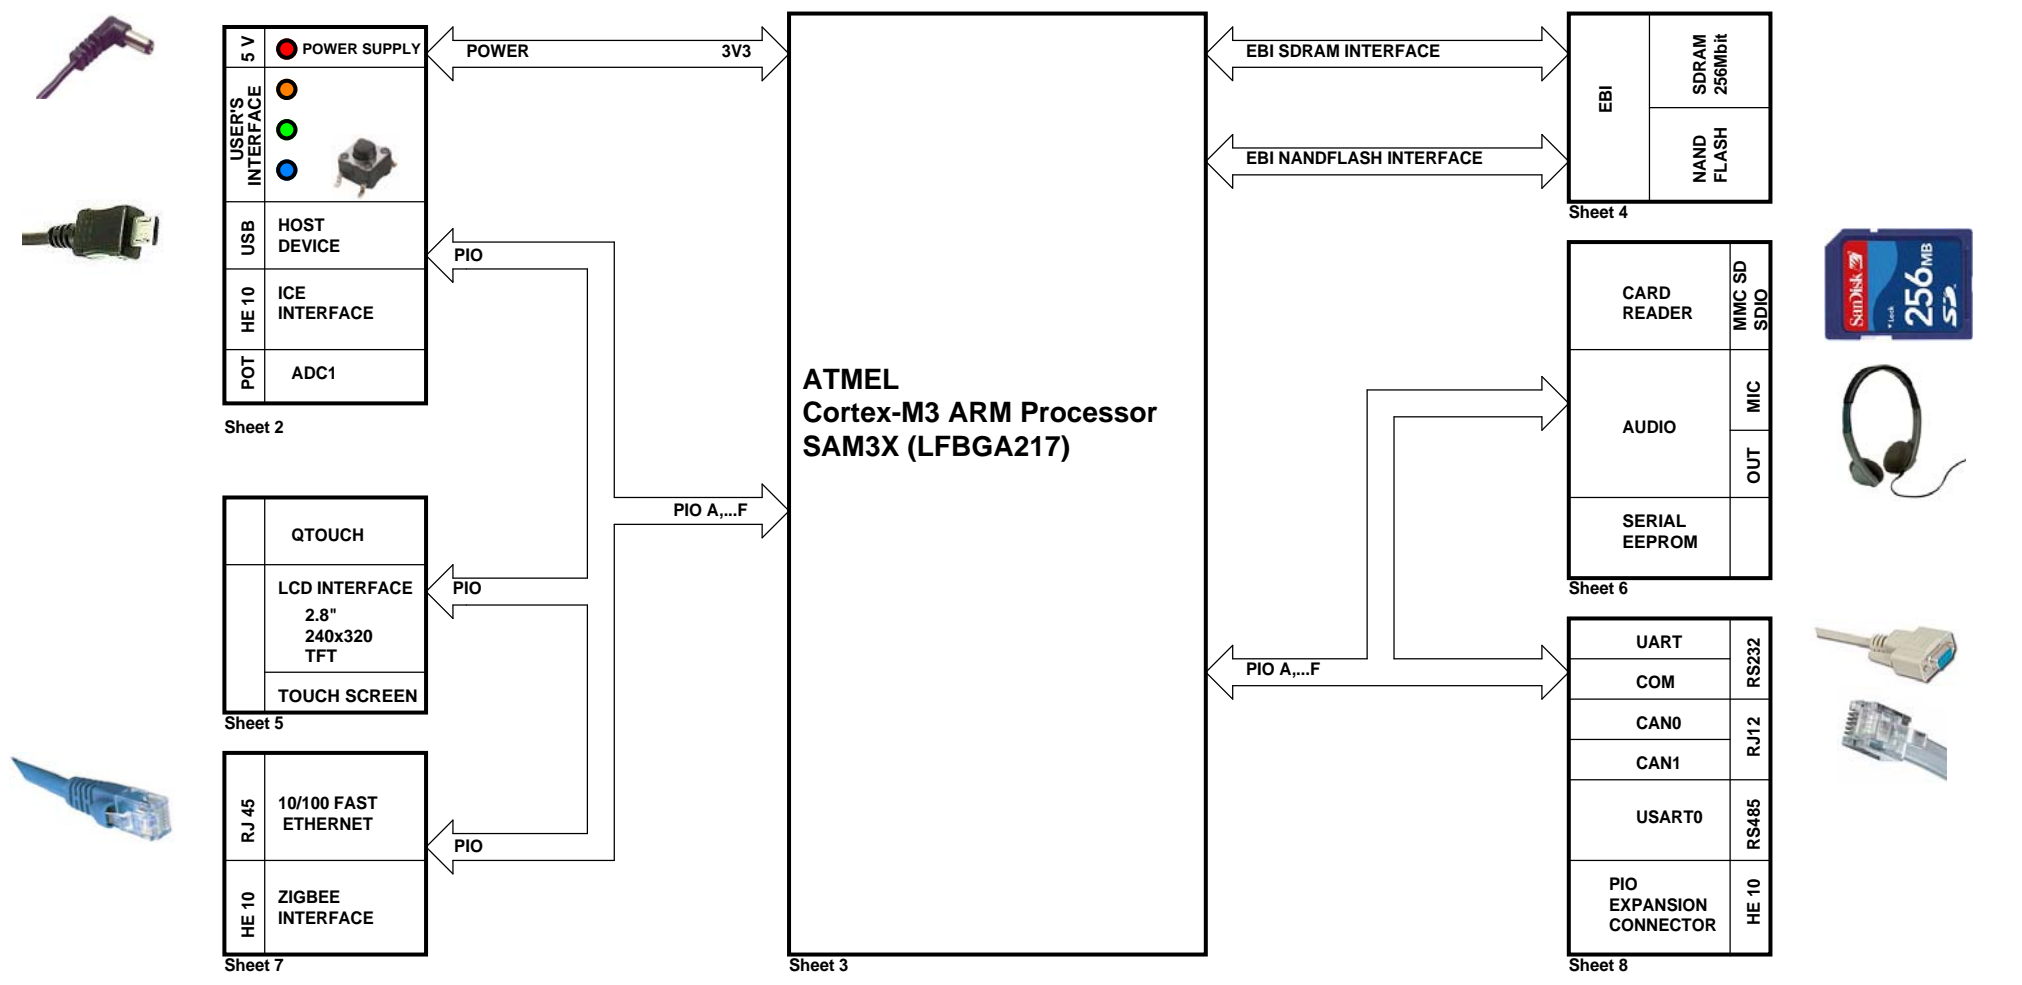 5 V
POWER SUPPLY
USER'S
INTERFACE
USB
HOST
DEVICE
HE 10
ICE
INTERFACE
POT
ADC1
Sheet 2
POWER
3V3
PIO
QTOUCH
LCD INTERFACE
2.8"
240x320
TFT
TOUCH SCREEN
Sheet 5
PIO
RJ 45
10/100 FAST
ETHERNET
HE 10
ZIGBEE
INTERFACE
Sheet 7
PIO
PIO A,...F
ATMEL
Cortex-M3 ARM Processor
SAM3X (LFBGA217)
Sheet 3
EBI SDRAM INTERFACE
EBI NANDFLASH INTERFACE
PIO A,...F
EBI
SDRAM
256Mbit
NAND
FLASH
Sheet 4
CARD
READER
MMC SD
SDIO
AUDIO
MIC
OUT
SERIAL
EEPROM
Sheet 6
SanDisk
Lock
256MB
SD
UART
COM
RS232
CAN0
CAN1
RJ12
USART0
RS485
PIO
EXPANSION
CONNECTOR
HE 10
Sheet 8